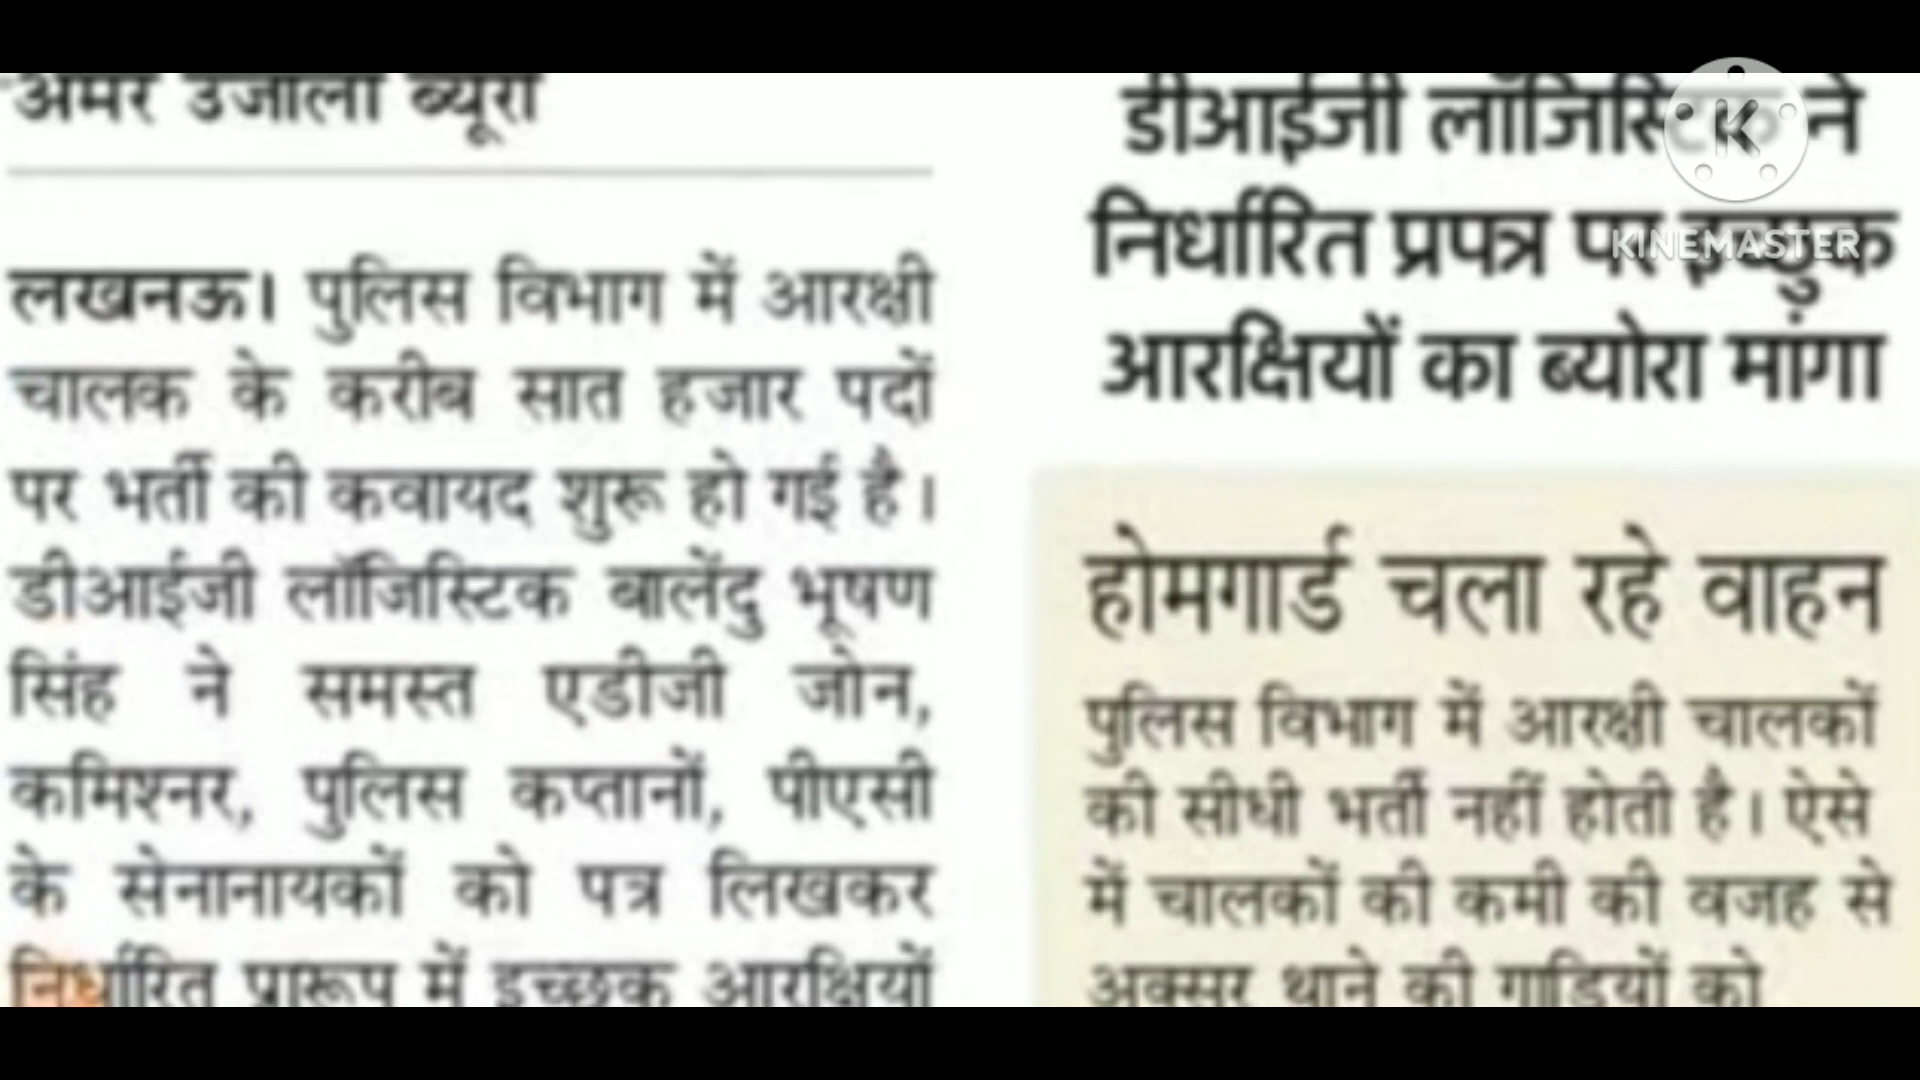 अमर उजाला ब्यूरो
लखनऊ। पुलिस विभाग में आरक्षी
चालक के करीब सात हजार पदों
पर भर्ती की कवायद शुरू हो गई है।
डीआईजी लॉजिस्टिक बालेंदु भूषण
सिंह ने समस्त एडीजी जोन,
कमिश्नर, पुलिस कप्तानों, पीएसी
के सेनानायकों को पत्र लिखकर
निर्धारित प्रारूप में इच्छुक आरक्षियों
डीआईजी लॉजिस्टिक ने
निर्धारित प्रपत्र पर इच्छुक
आरक्षियों का ब्योरा मांगा
होमगार्ड चला रहे वाहन
पुलिस विभाग में आरक्षी चालकों
की सीधी भर्ती नहीं होती है। ऐसे
में चालकों की कमी की वजह से
अक्सर थाने की गाड़ियों को
K
KINEMASTER